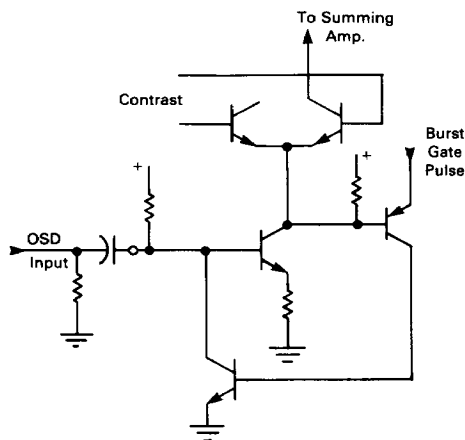 To Summing
Amp.
Contrast
Burst
Gate
Pulse
+
+
OSD
Input